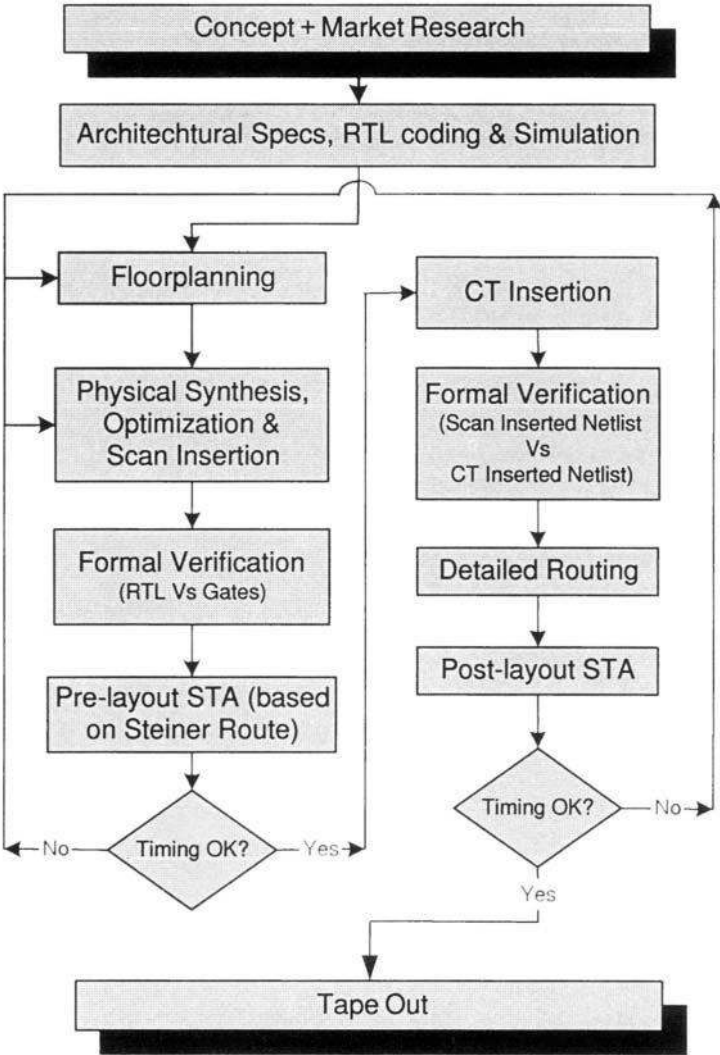 Concept + Market Research
Architechtural Specs, RTL coding & Simulation
Floorplanning
Physical Synthesis,
Optimization &
Scan Insertion
Formal Verification
(RTL Vs Gates)
Pre-layout STA (based
on Steiner Route)
Timing OK?
No
Yes
CT Insertion
Formal Verification
(Scan Inserted Netlist
Vs
CT Inserted Netlist)
Detailed Routing
Post-layout STA
Timing OK?
No
Yes
Tape Out